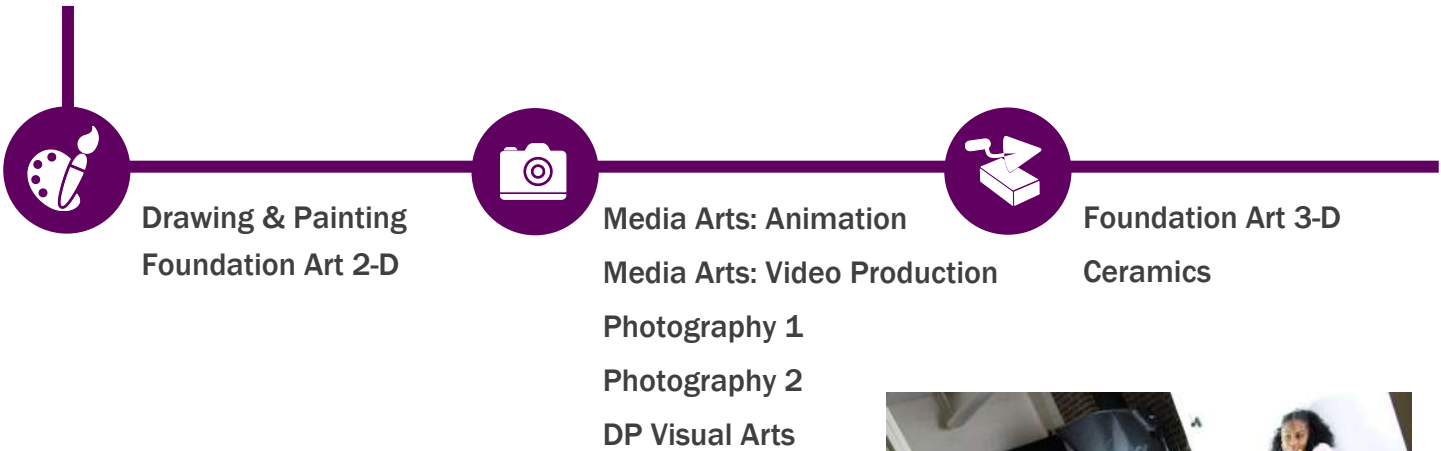 Drawing & Painting
Foundation Art 2-D
Media Arts: Animation
Media Arts: Video Production
Photography 1
Photography 2
DP Visual Arts
Foundation Art 3-D
Ceramics